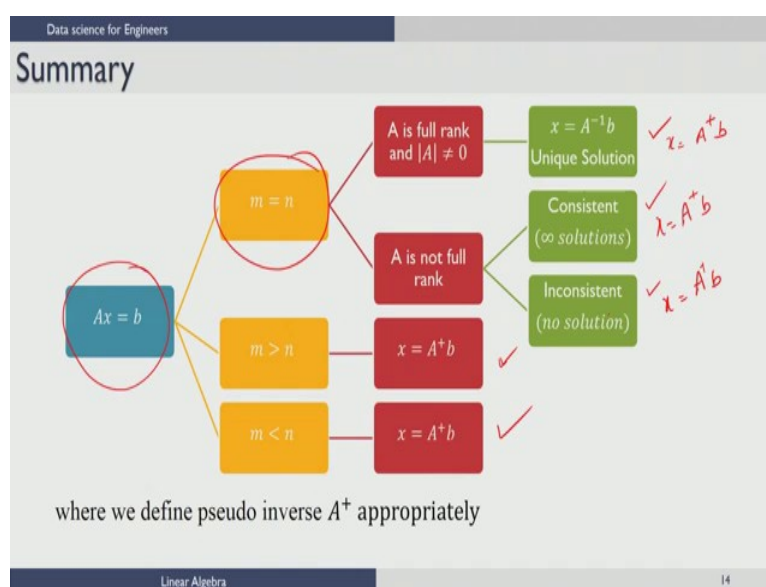 Data science for Engineers
Summary
Ax = b
m = n
m > n
m < n
A is full rank
and |A| ≠ 0
A is not full
rank
x = A⁺b
x = A⁺b
x = A⁻¹b
Unique Solution
Consistent
(∞ solutions)
Inconsistent
(no solution)
x = A⁺b
x = A⁺b
x = A⁺b
where we define pseudo inverse A⁺ appropriately
Linear Algebra
14